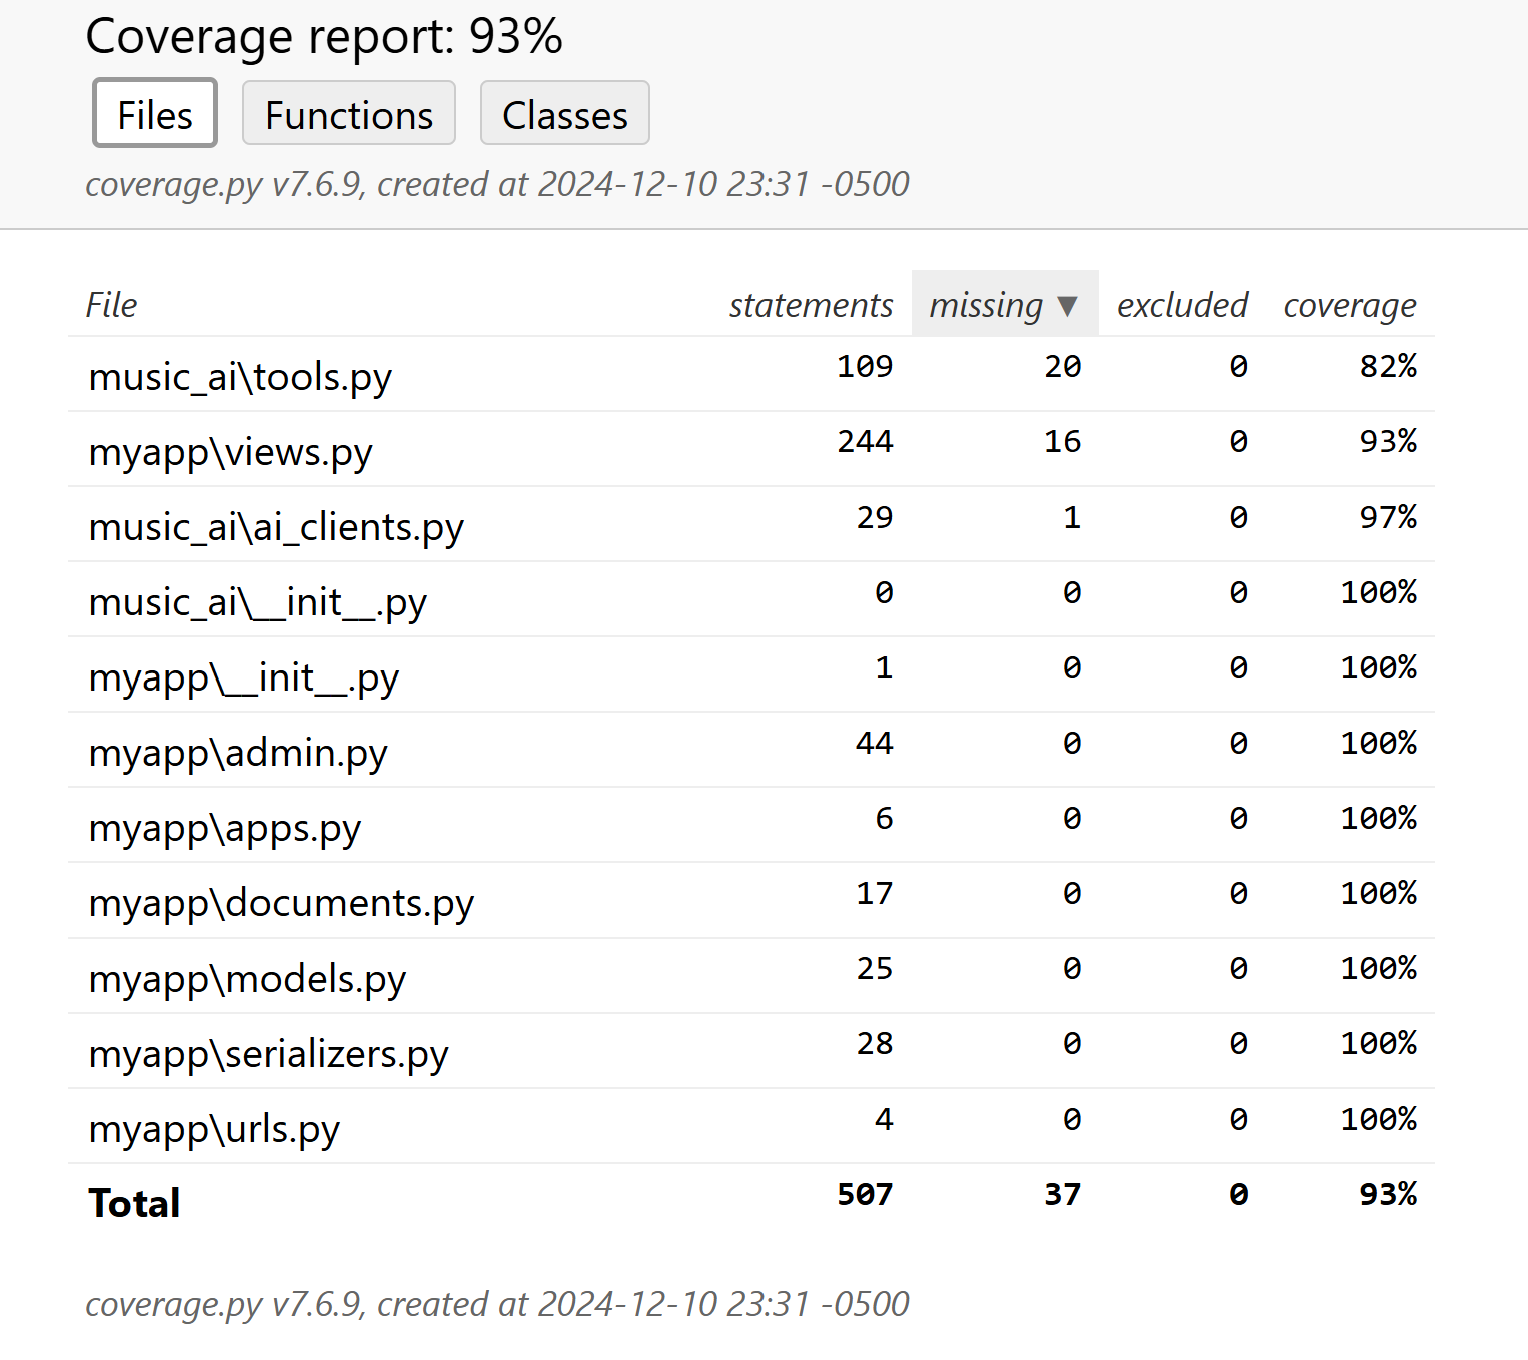 Coverage report: 93%
Files Functions Classes
coverage.py v7.6.9, created at 2024-12-10 23:31 -0500
File statements missing ▼ excluded coverage
music_ai\tools.py 109 20 0 82%
myapp\views.py 244 16 0 93%
music_ai\ai_clients.py 29 1 0 97%
music_ai\__init__.py 0 0 0 100%
myapp\__init__.py 1 0 0 100%
myapp\admin.py 44 0 0 100%
myapp\apps.py 6 0 0 100%
myapp\documents.py 17 0 0 100%
myapp\models.py 25 0 0 100%
myapp\serializers.py 28 0 0 100%
myapp\urls.py 4 0 0 100%
Total 507 37 0 93%
coverage.py v7.6.9, created at 2024-12-10 23:31 -0500